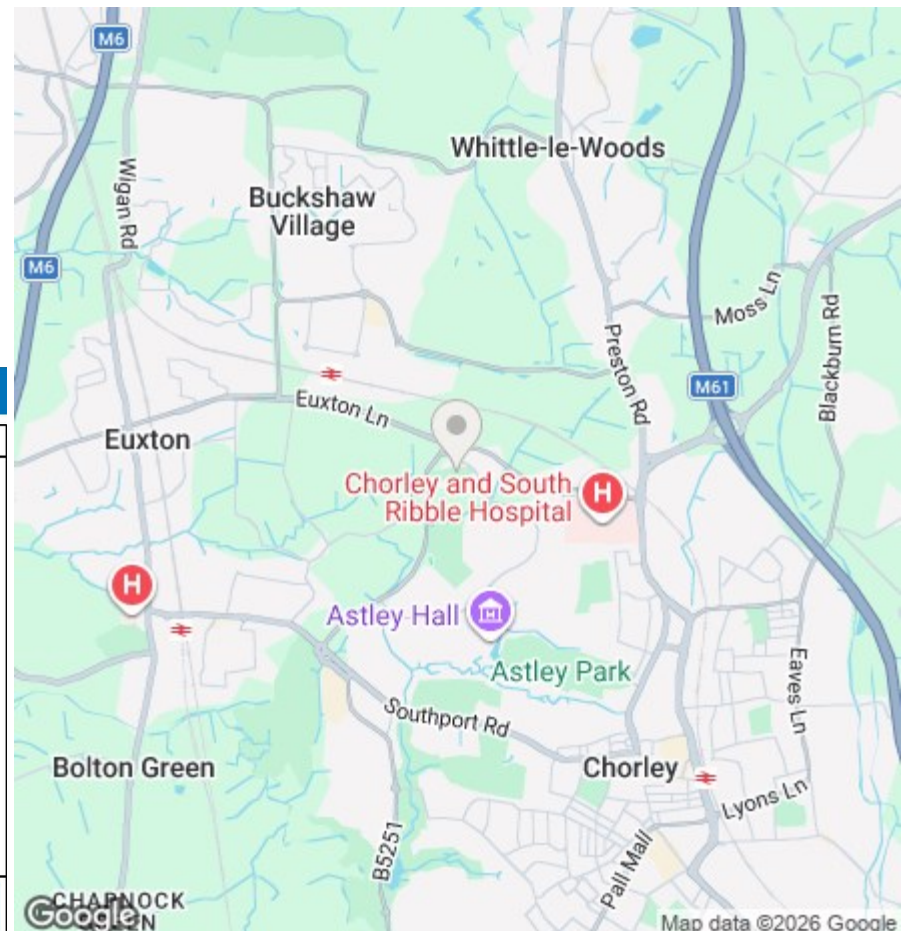 M6
Whittle-le-Woods
Buckshaw
Village
Wigan Rd
M6
Moss Ln
Blackburn Rd
Preston Rd
M61
Euxton Ln
Euxton
Chorley and South
Ribble Hospital
H
H
Astley Hall
Astley Park
Eaves Ln
Southport Rd
Bolton Green
Chorley
Lyons Ln
B5251
Pall Mall
CHARNOCK
GREEN
Google
Map data ©2026 Google